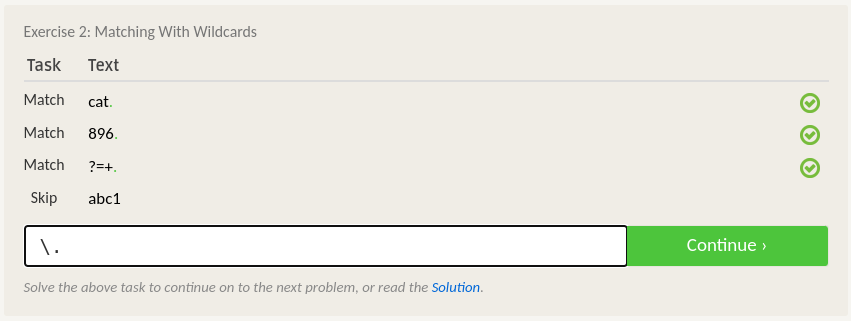 Exercise 2: Matching With Wildcards
Task Text
Match cat.
Match 896.
Match ?=+.
Skip abc1
\.
Continue ›
Solve the above task to continue on to the next problem, or read the Solution.